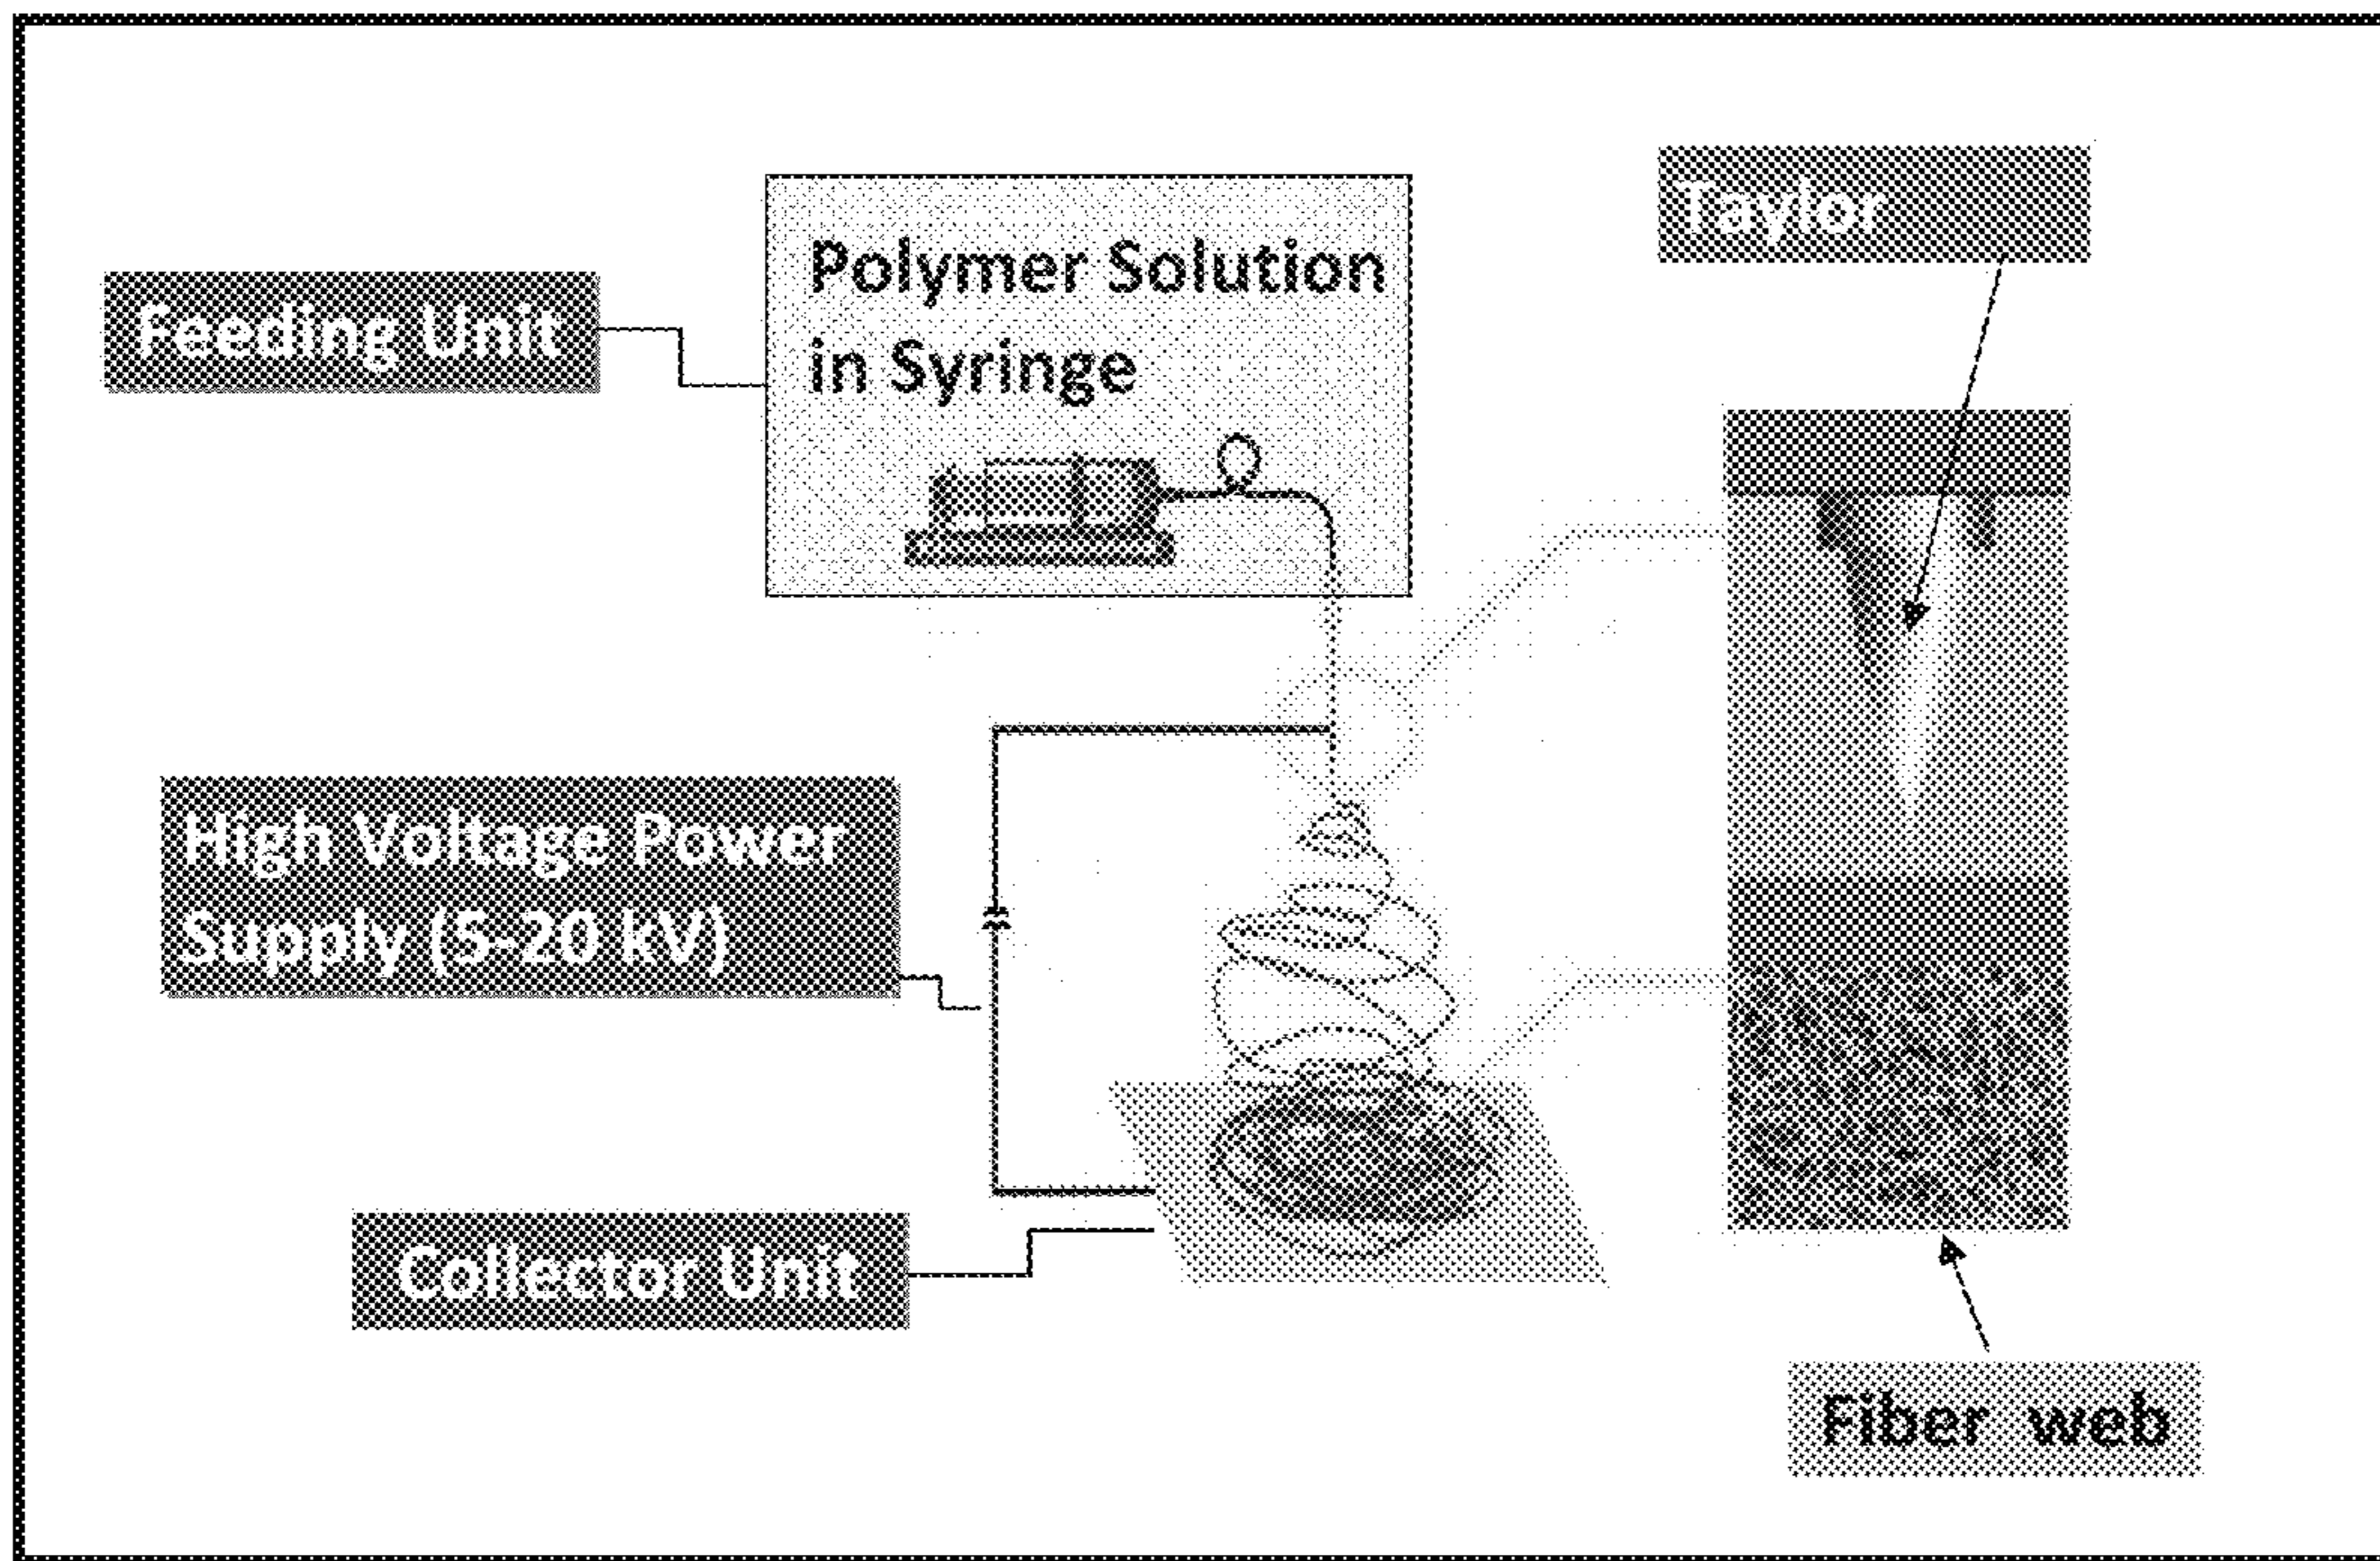 Taylor
Polymer Solution
in Syringe
Feeding Unit
High Voltage Power
Supply (5-20 kV)
Collector Unit
Fiber web